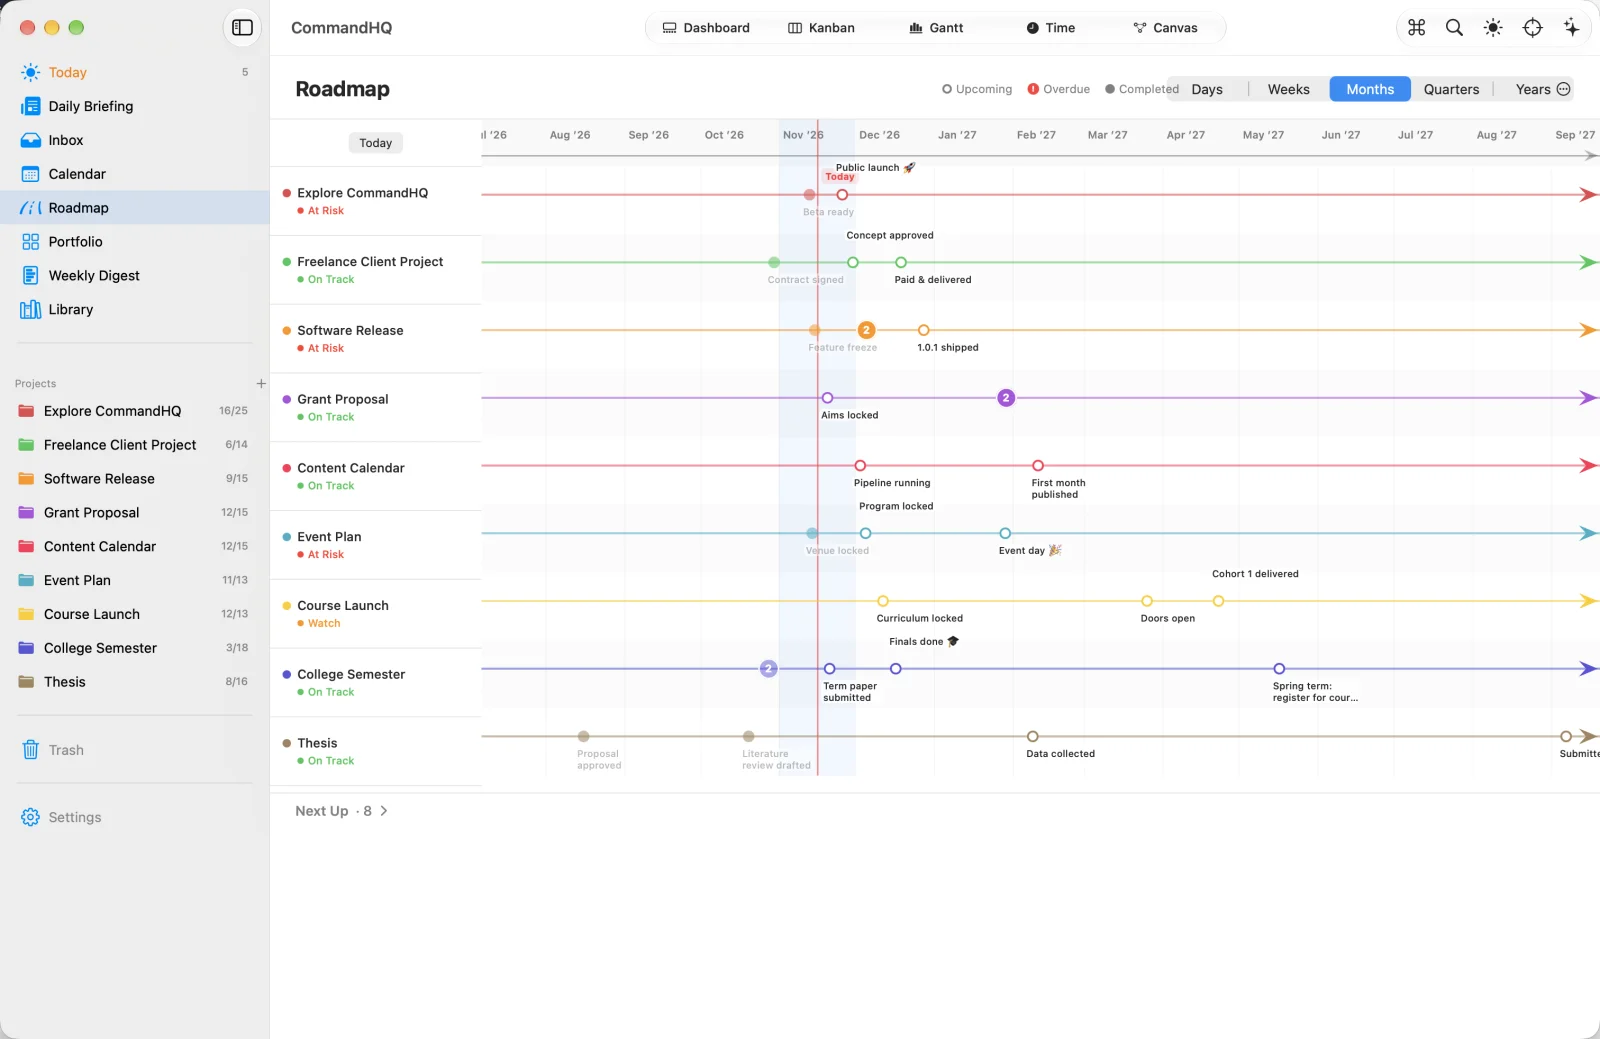 CommandHQ
Dashboard
Kanban
Gantt
Time
Canvas
Today 5
Daily Briefing
Inbox
Calendar
Roadmap
Portfolio
Weekly Digest
Library
Projects +
Explore CommandHQ 16/25
Freelance Client Project 6/14
Software Release 9/15
Grant Proposal 12/15
Content Calendar 12/15
Event Plan 11/13
Course Launch 12/13
College Semester 3/18
Thesis 8/16
Trash
Settings
Roadmap
Upcoming
Overdue
Completed
Days
Weeks
Months
Quarters
Years
Today
Aug '26
Sep '26
Oct '26
Nov '26
Dec '26
Jan '27
Feb '27
Mar '27
Apr '27
May '27
Jun '27
Jul '27
Aug '27
Sep '27
Public launch 🚀
Today
Explore CommandHQ
At Risk
Beta ready
Concept approved
Freelance Client Project
On Track
Contract signed
Paid & delivered
Software Release
At Risk
2
Feature freeze
1.0.1 shipped
Grant Proposal
On Track
2
Aims locked
Content Calendar
On Track
Pipeline running
First month
published
Program locked
Event Plan
At Risk
Venue locked
Event day 🎉
Cohort 1 delivered
Course Launch
Watch
Curriculum locked
Doors open
Finals done 🎓
College Semester
On Track
2
Term paper
submitted
Spring term:
register for cour...
Thesis
On Track
Proposal
approved
Literature
review drafted
Data collected
Submitte
Next Up · 8